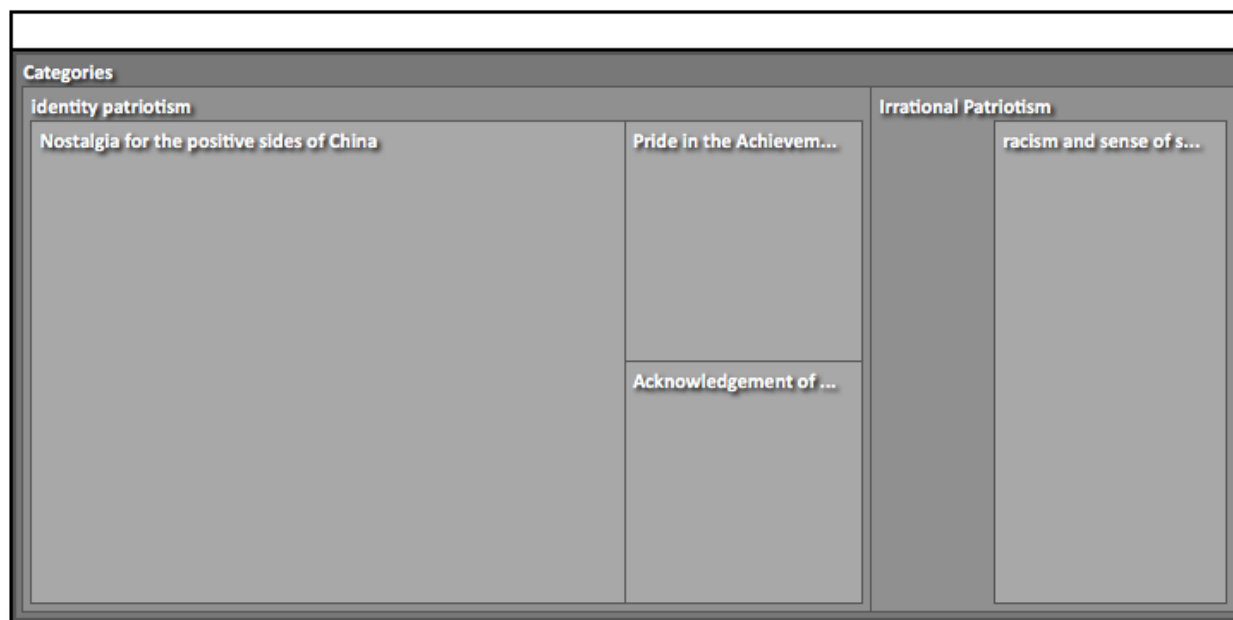 Categories
identity patriotism
Irrational Patriotism
Nostalgia for the positive sides of China
Pride in the Achievem...
racism and sense of s...
Acknowledgement of ...